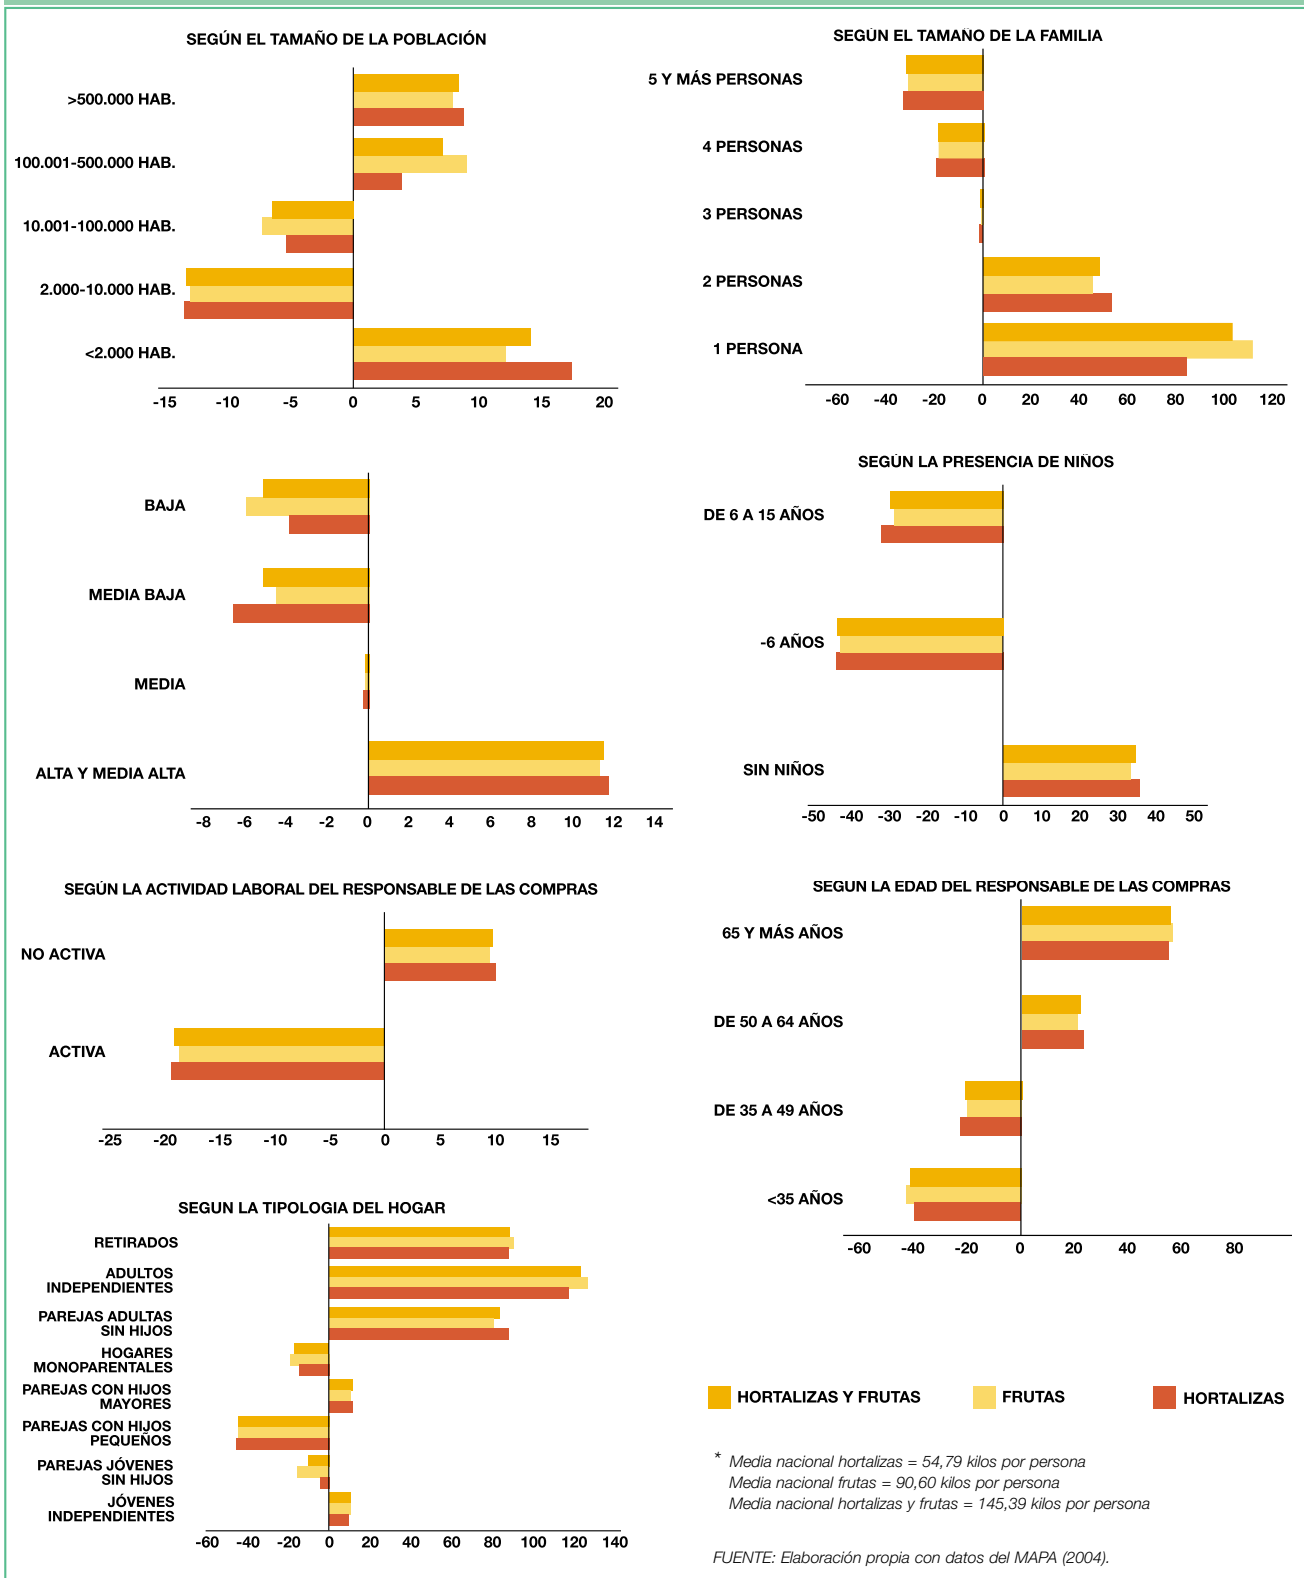 SEGÚN EL TAMAÑO DE LA POBLACIÓN
>500.000 HAB.
100.001-500.000 HAB.
10.001-100.000 HAB.
2.000-10.000 HAB.
<2.000 HAB.
-15 -10 -5 0 5 10 15 20
SEGÚN EL TAMAÑO DE LA FAMILIA
5 Y MÁS PERSONAS
4 PERSONAS
3 PERSONAS
2 PERSONAS
1 PERSONA
-60 -40 -20 0 20 40 60 80 100 120
BAJA
MEDIA BAJA
MEDIA
ALTA Y MEDIA ALTA
-8 -6 -4 -2 0 2 4 6 8 10 12 14
SEGÚN LA PRESENCIA DE NIÑOS
DE 6 A 15 AÑOS
-6 AÑOS
SIN NIÑOS
-50 -40 -30 -20 -10 0 10 20 30 40 50
SEGÚN LA ACTIVIDAD LABORAL DEL RESPONSABLE DE LAS COMPRAS
NO ACTIVA
ACTIVA
-25 -20 -15 -10 -5 0 5 10 15
SEGUN LA EDAD DEL RESPONSABLE DE LAS COMPRAS
65 Y MÁS AÑOS
DE 50 A 64 AÑOS
DE 35 A 49 AÑOS
<35 AÑOS
-60 -40 -20 0 20 40 60 80
SEGUN LA TIPOLOGIA DEL HOGAR
RETIRADOS
ADULTOS
INDEPENDIENTES
PAREJAS ADULTAS
SIN HIJOS
HOGARES
MONOPARENTALES
PAREJAS CON HIJOS
MAYORES
PAREJAS CON HIJOS
PEQUEÑOS
PAREJAS JÓVENES
SIN HIJOS
JÓVENES
INDEPENDIENTES
-60 -40 -20 0 20 40 60 80 100 120 140
HORTALIZAS Y FRUTAS FRUTAS HORTALIZAS
* Media nacional hortalizas = 54,79 kilos por persona
Media nacional frutas = 90,60 kilos por persona
Media nacional hortalizas y frutas = 145,39 kilos por persona
FUENTE: Elaboración propia con datos del MAPA (2004).